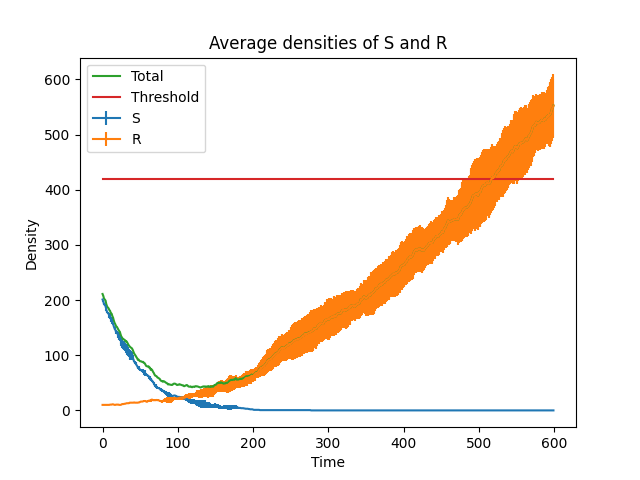 Average densities of S and R
Total
Threshold
S
R
Density
600
500
400
300
200
100
0
0 100 200 300 400 500 600
Time